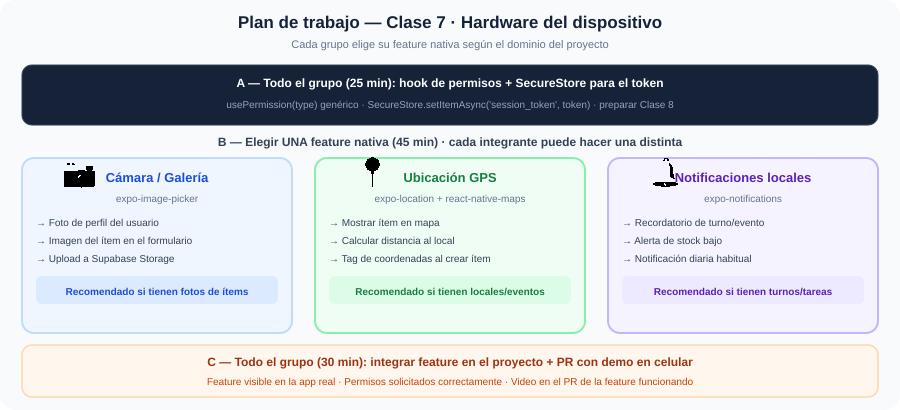 Plan de trabajo — Clase 7 · Hardware del dispositivo
Cada grupo elige su feature nativa según el dominio del proyecto
A — Todo el grupo (25 min): hook de permisos + SecureStore para el token
usePermission(type) genérico · SecureStore.setItemAsync('session_token', token) · preparar Clase 8
B — Elegir UNA feature nativa (45 min) · cada integrante puede hacer una distinta
Cámara / Galería
expo-image-picker
→ Foto de perfil del usuario
→ Imagen del ítem en el formulario
→ Upload a Supabase Storage
Recomendado si tienen fotos de ítems
Ubicación GPS
expo-location + react-native-maps
→ Mostrar ítem en mapa
→ Calcular distancia al local
→ Tag de coordenadas al crear ítem
Recomendado si tienen locales/eventos
Notificaciones locales
expo-notifications
→ Recordatorio de turno/evento
→ Alerta de stock bajo
→ Notificación diaria habitual
Recomendado si tienen turnos/tareas
C — Todo el grupo (30 min): integrar feature en el proyecto + PR con demo en celular
Feature visible en la app real · Permisos solicitados correctamente · Video en el PR de la feature funcionando